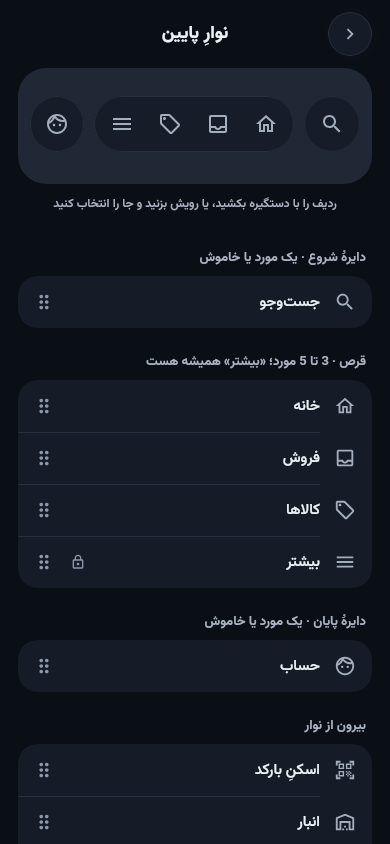 نوارِ پایین
ردیف را با دستگیره بکشید، یا رویش بزنید و جا را انتخاب کنید
دایرهٔ شروع · یک مورد یا خاموش
جست‌وجو
قرص · 3 تا 5 مورد؛ «بیشتر» همیشه هست
خانه
فروش
کالاها
بیشتر
دایرهٔ پایان · یک مورد یا خاموش
حساب
بیرون از نوار
اسکنِ بارکد
انبار